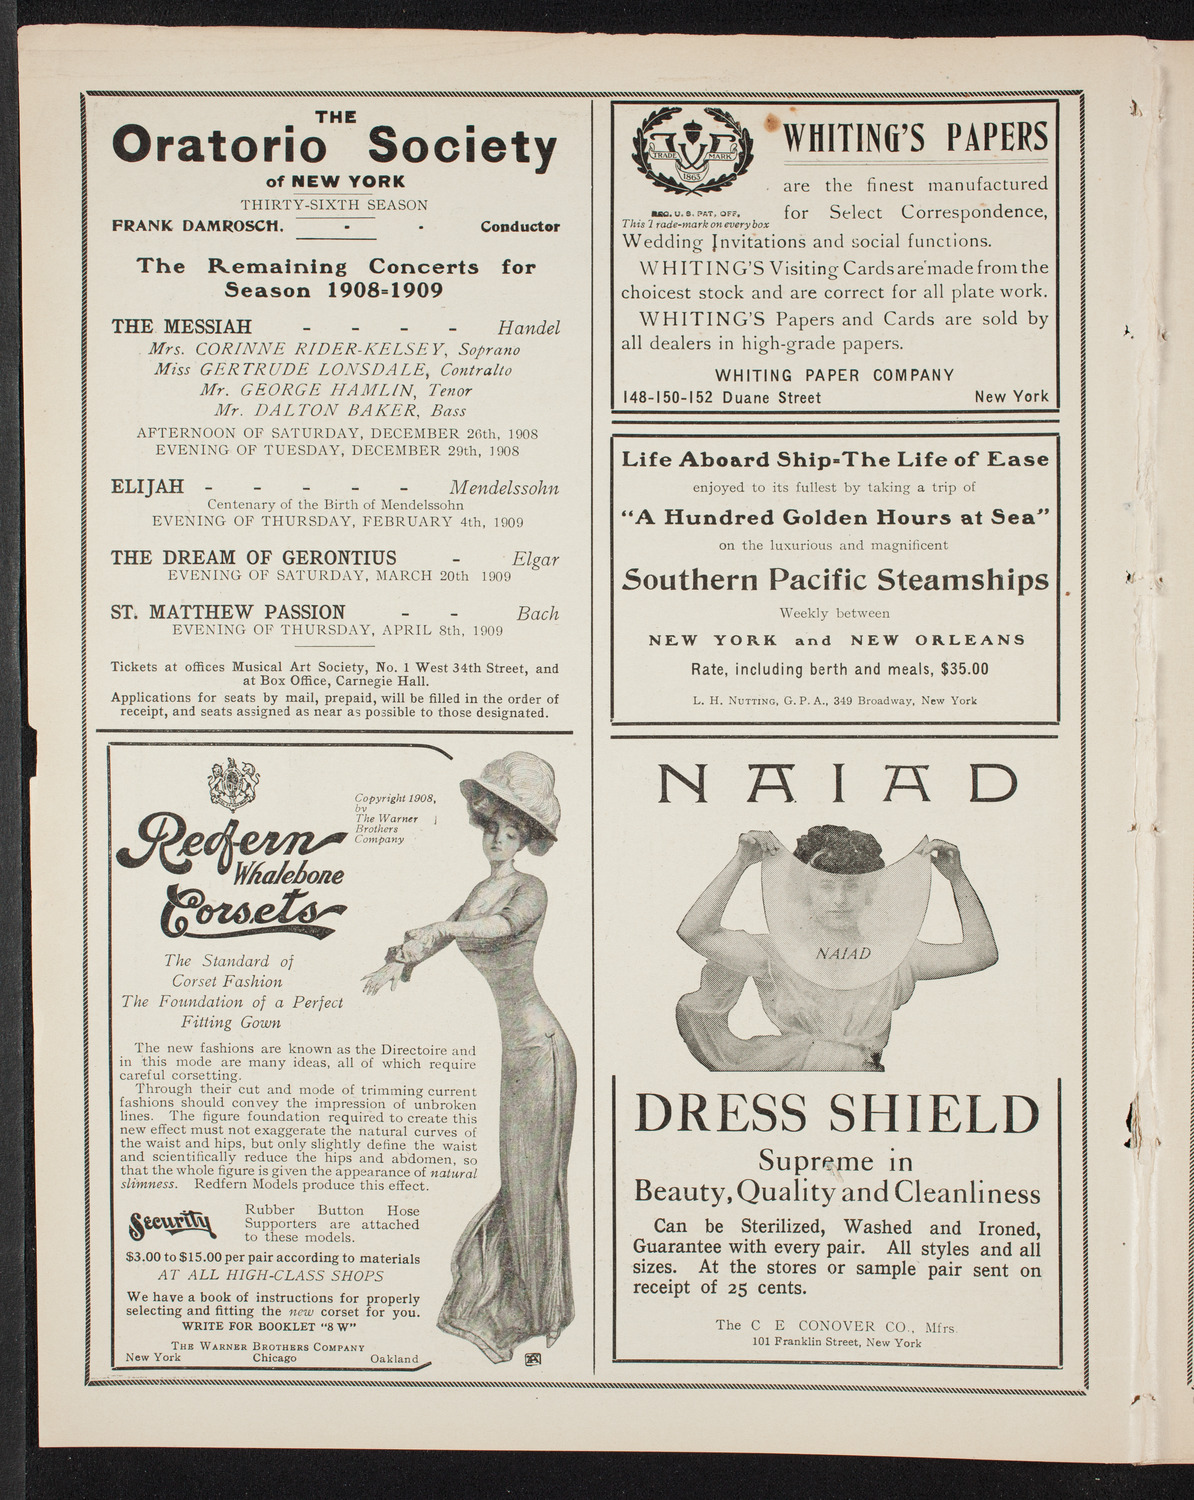 THE
Oratorio Society
of NEW YORK
THIRTY-SIXTH SEASON
FRANK DAMROSCH. - - Conductor
The Remaining Concerts for
Season 1908-1909
THE MESSIAH - - - - Handel
Mrs. CORINNE RIDER-KELSEY, Soprano
Miss GERTRUDE LONSDALE, Contralto
Mr. GEORGE HAMLIN, Tenor
Mr. DALTON BAKER, Bass
AFTERNOON OF SATURDAY, DECEMBER 26th, 1908
EVENING OF TUESDAY, DECEMBER 29th, 1908
ELIJAH - - - - - Mendelssohn
Centenary of the Birth of Mendelssohn
EVENING OF THURSDAY, FEBRUARY 4th, 1909
THE DREAM OF GERONTIUS - Elgar
EVENING OF SATURDAY, MARCH 20th 1909
ST. MATTHEW PASSION - - Bach
EVENING OF THURSDAY, APRIL 8th, 1909
Tickets at offices Musical Art Society, No. 1 West 34th Street, and
at Box Office, Carnegie Hall.
Applications for seats by mail, prepaid, will be filled in the order of
receipt, and seats assigned as near as possible to those designated.
Copyright 1908,
by
The Warner
Brothers
Company
Redfern
Whalebone
Corsets
The Standard of
Corset Fashion
The Foundation of a Perfect
Fitting Gown
The new fashions are known as the Directoire and
in this mode are many ideas, all of which require
careful corsetting.
Through their cut and mode of trimming current
fashions should convey the impression of unbroken
lines. The figure foundation required to create this
new effect must not exaggerate the natural curves of
the waist and hips, but only slightly define the waist
and scientifically reduce the hips and abdomen, so
that the whole figure is given the appearance of natural
slimness. Redfern Models produce this effect.
Security
Rubber Button Hose
Supporters are attached
to these models.
$3.00 to $15.00 per pair according to materials
AT ALL HIGH-CLASS SHOPS
We have a book of instructions for properly
selecting and fitting the new corset for you.
WRITE FOR BOOKLET "8 W"
THE WARNER BROTHERS COMPANY
New York Chicago Oakland
TRADE MARK
1865
REG. U. S. PAT. OFF.
This Trade-mark on every box
WHITING'S PAPERS
are the finest manufactured
for Select Correspondence,
Wedding Invitations and social functions.
WHITING'S Visiting Cards are made from the
choicest stock and are correct for all plate work.
WHITING'S Papers and Cards are sold by
all dealers in high-grade papers.
WHITING PAPER COMPANY
148-150-152 Duane Street New York
Life Aboard Ship-The Life of Ease
enjoyed to its fullest by taking a trip of
"A Hundred Golden Hours at Sea"
on the luxurious and magnificent
Southern Pacific Steamships
Weekly between
NEW YORK and NEW ORLEANS
Rate, including berth and meals, $35.00
L. H. NUTTING, G. P. A., 349 Broadway, New York
NAIAD
NAIAD
DRESS SHIELD
Supreme in
Beauty, Quality and Cleanliness
Can be Sterilized, Washed and Ironed,
Guarantee with every pair. All styles and all
sizes. At the stores or sample pair sent on
receipt of 25 cents.
The C E CONOVER CO., Mfrs.
101 Franklin Street, New York